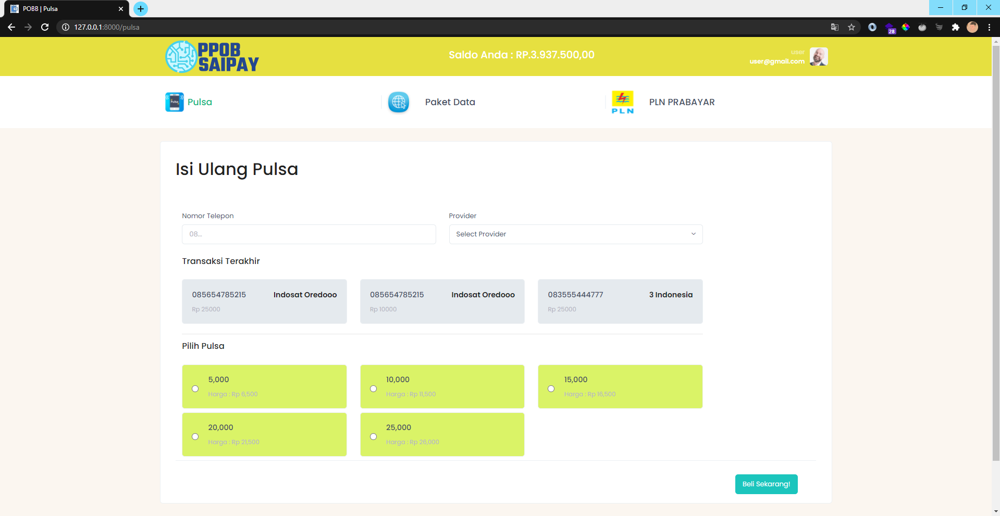 POBB | Pulsa
127.0.0.1:8000/pulsa
28
PPOB
SAIPAY
Saldo Anda : RP.3.937.500,00
user
user@gmail.com
Pulsa
Pulsa
Paket Data
PLN
PLN PRABAYAR
Isi Ulang Pulsa
Nomor Telepon
Provider
08...
Select Provider
Transaksi Terakhir
085654785215 Indosat Oredooo
Rp 25000
085654785215 Indosat Oredooo
Rp 10000
083555444777 3 Indonesia
Rp 25000
Pilih Pulsa
5,000
Harga : Rp 6,500
10,000
Harga : Rp 11,500
15,000
Harga : Rp 16,500
20,000
Harga : Rp 21,500
25,000
Harga : Rp 26,000
Beli Sekarang!